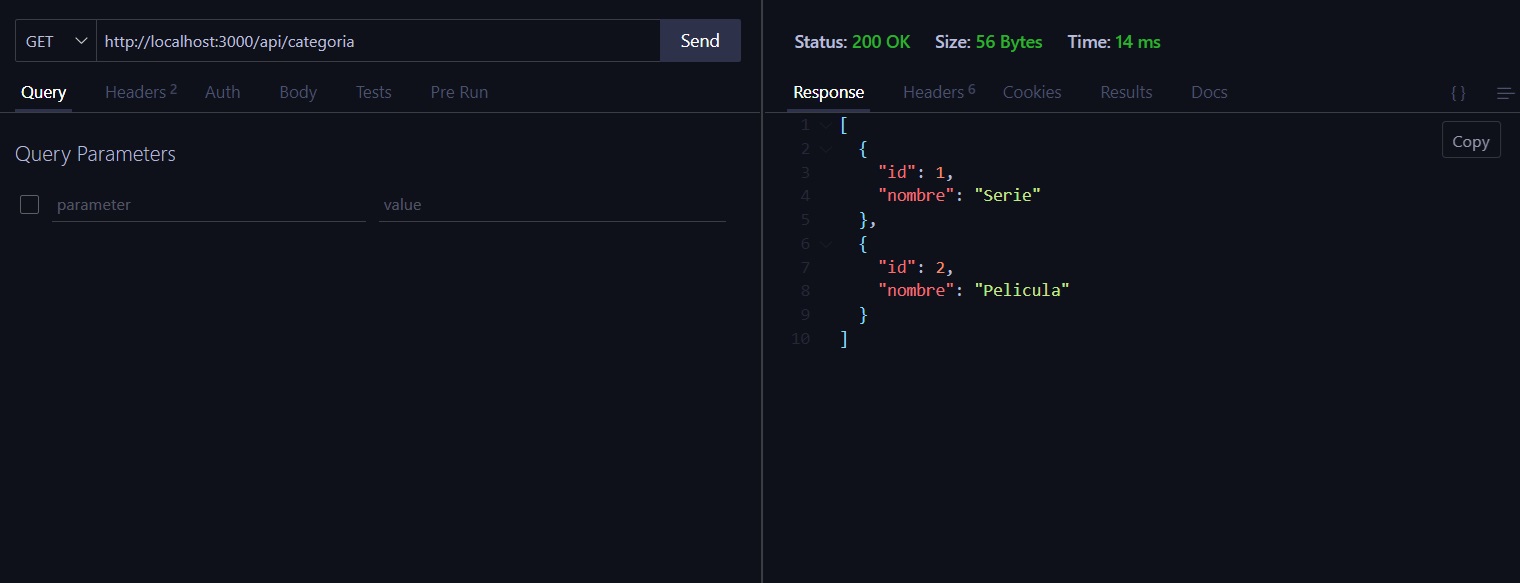 GET http://localhost:3000/api/categoria Send
Query Headers 2 Auth Body Tests Pre Run
Query Parameters
parameter value
Status: 200 OK Size: 56 Bytes Time: 14 ms
Response Headers 6 Cookies Results Docs { }
Copy
1 [
2 {
3 "id": 1,
4 "nombre": "Serie"
5 },
6 {
7 "id": 2,
8 "nombre": "Pelicula"
9 }
10 ]